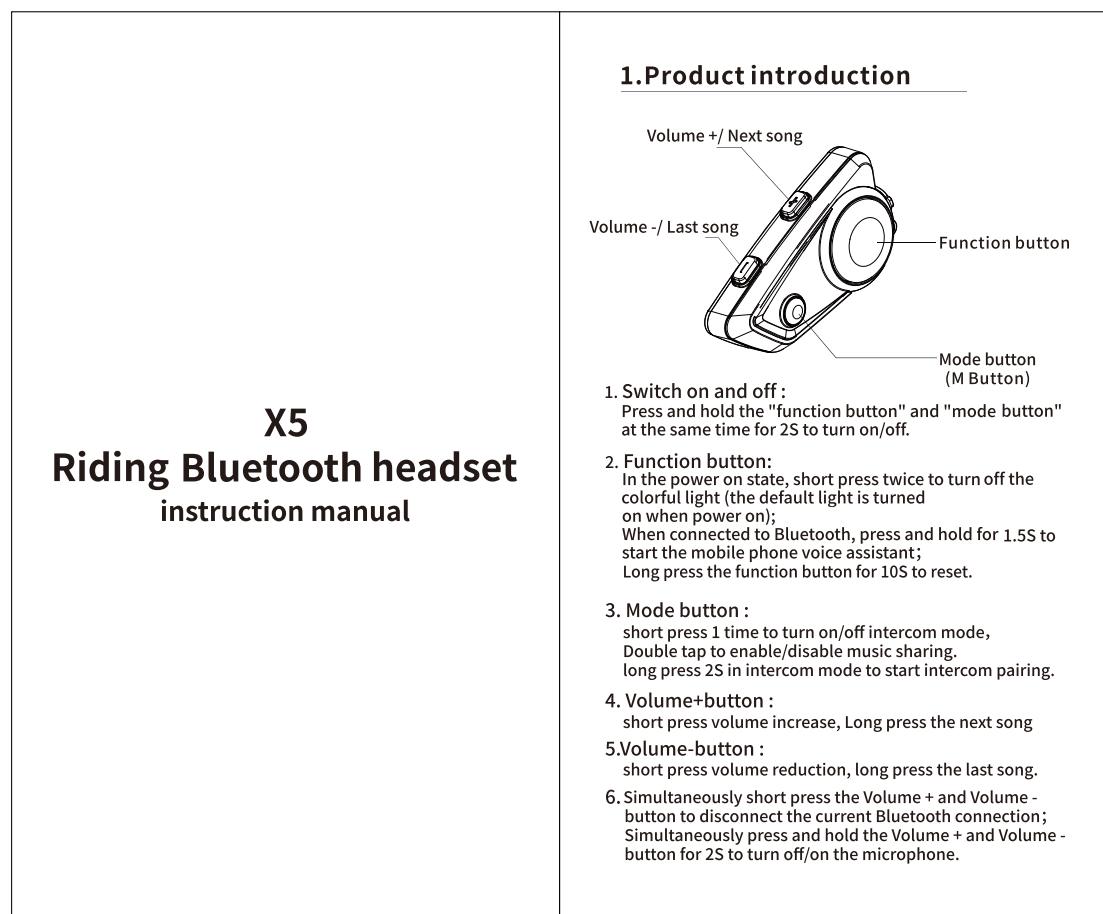 X5
Riding Bluetooth headset
instruction manual
1.Product introduction
Volume +/ Next song
Volume -/ Last song
Function button
Mode button
(M Button)
1. Switch on and off :
Press and hold the "function button" and "mode button"
at the same time for 2S to turn on/off.
2. Function button:
In the power on state, short press twice to turn off the
colorful light (the default light is turned
on when power on);
When connected to Bluetooth, press and hold for 1.5S to
start the mobile phone voice assistant;
Long press the function button for 10S to reset.
3. Mode button :
short press 1 time to turn on/off intercom mode,
Double tap to enable/disable music sharing.
long press 2S in intercom mode to start intercom pairing.
4. Volume+button :
short press volume increase, Long press the next song
5.Volume-button :
short press volume reduction, long press the last song.
6. Simultaneously short press the Volume + and Volume -
button to disconnect the current Bluetooth connection;
Simultaneously press and hold the Volume + and Volume -
button for 2S to turn off/on the microphone.